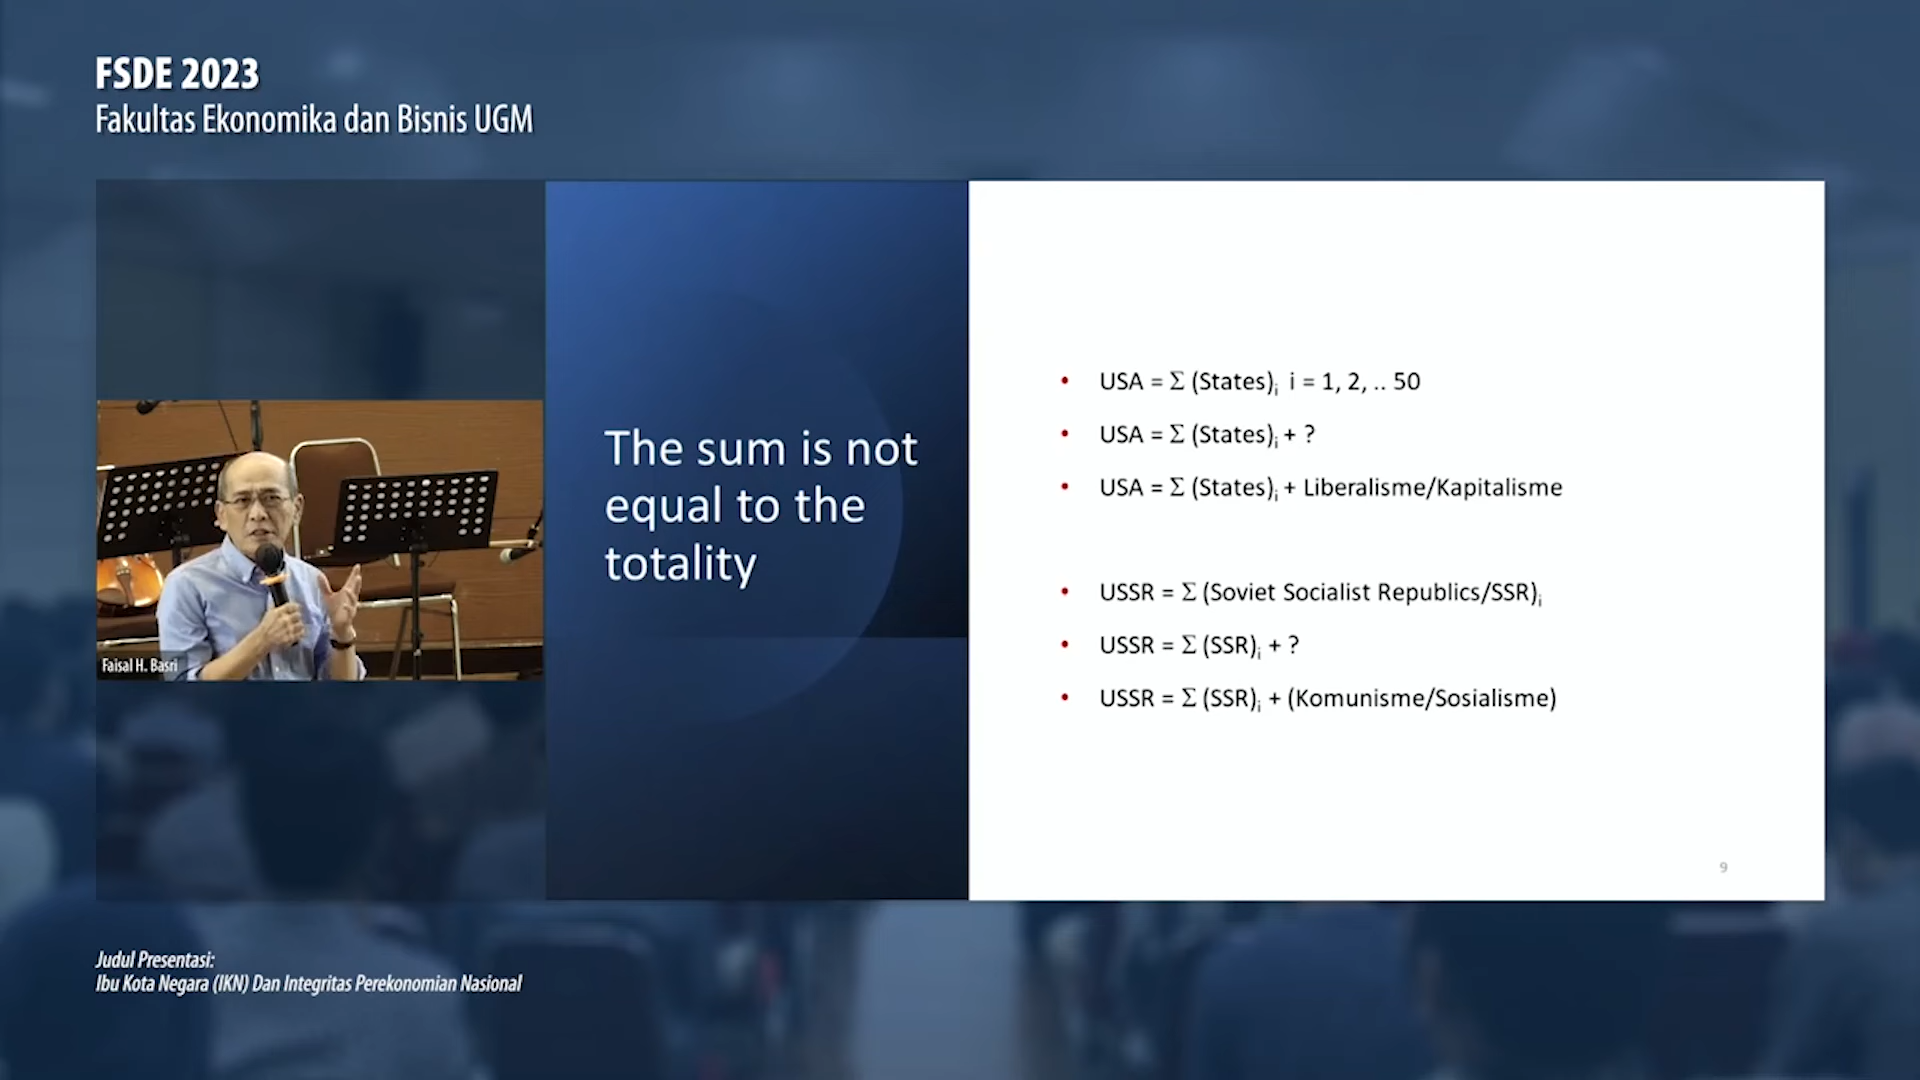 FSDE 2023
Fakultas Ekonomika dan Bisnis UGM
Faisal H. Basri
The sum is not
equal to the
totality
• USA = Σ (States)i i = 1, 2, .. 50
• USA = Σ (States)i + ?
• USA = Σ (States)i + Liberalisme/Kapitalisme
• USSR = Σ (Soviet Socialist Republics/SSR)i
• USSR = Σ (SSR)i + ?
• USSR = Σ (SSR)i + (Komunisme/Sosialisme)
9
Judul Presentasi:
Ibu Kota Negara (IKN) Dan Integritas Perekonomian Nasional